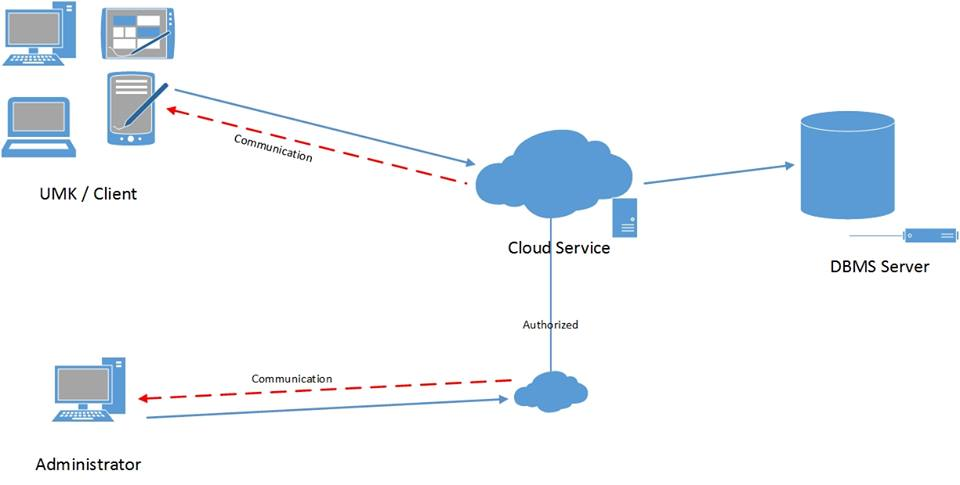 Communication
UMK / Client
Cloud Service
DBMS Server
Authorized
Communication
Administrator